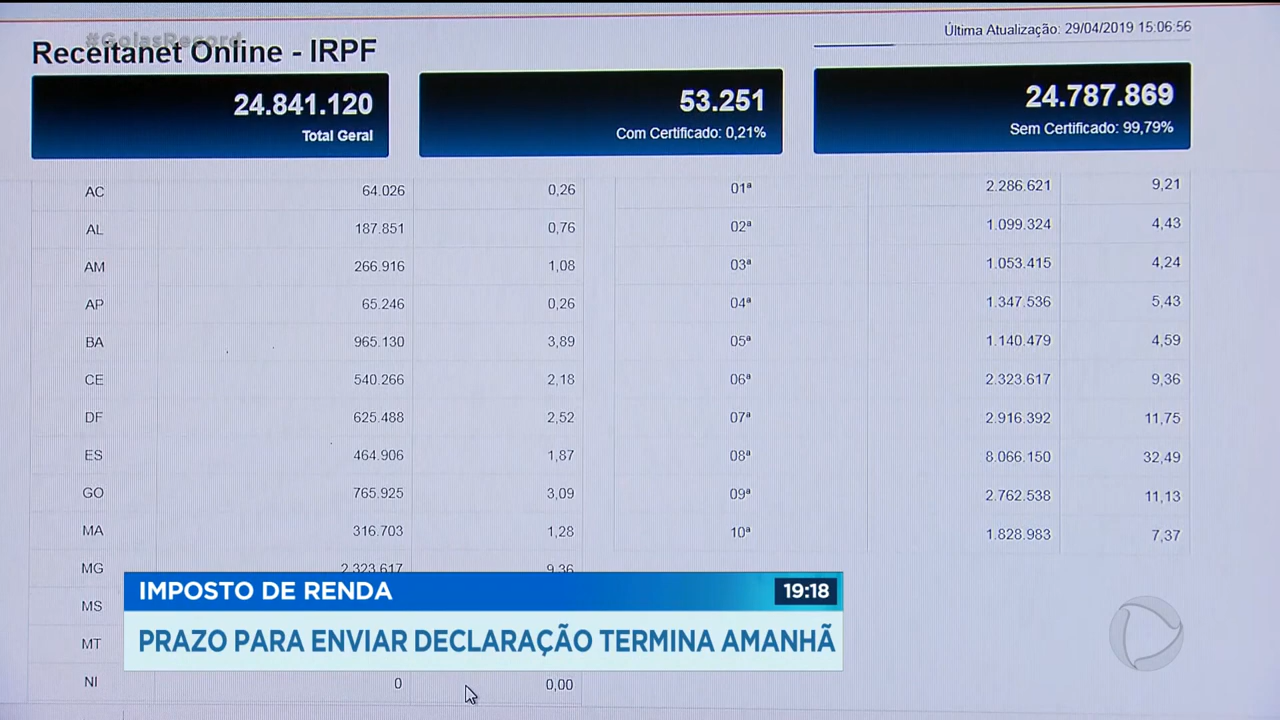 #GoiásRecord
Última Atualização: 29/04/2019 15:06:56
Receitanet Online - IRPF
24.841.120
Total Geral
53.251
Com Certificado: 0,21%
24.787.869
Sem Certificado: 99,79%
AC 64.026 0,26 01ª 2.286.621 9,21
AL 187.851 0,76 02ª 1.099.324 4,43
AM 266.916 1,08 03ª 1.053.415 4,24
AP 65.246 0,26 04ª 1.347.536 5,43
BA 965.130 3,89 05ª 1.140.479 4,59
CE 540.266 2,18 06ª 2.323.617 9,36
DF 625.488 2,52 07ª 2.916.392 11,75
ES 464.906 1,87 08ª 8.066.150 32,49
GO 765.925 3,09 09ª 2.762.538 11,13
MA 316.703 1,28 10ª 1.828.983 7,37
MG 2.323.617 9,36
MS
MT
NI 0 0,00
IMPOSTO DE RENDA 19:18
PRAZO PARA ENVIAR DECLARAÇÃO TERMINA AMANHÃ